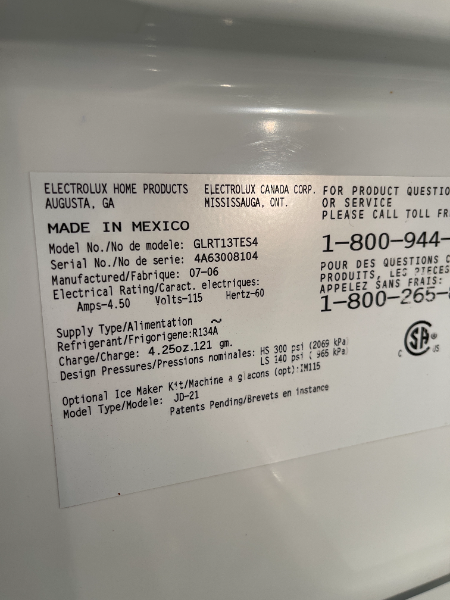 ELECTROLUX HOME PRODUCTS
AUGUSTA, GA
ELECTROLUX CANADA CORP.
MISSISSAUGA, ONT.
FOR PRODUCT QUESTIO
OR SERVICE
PLEASE CALL TOLL FR
1-800-944-
POUR DES QUESTIONS C
PRODUITS, LES PIECES
APPELEZ SANS FRAIS:
1-800-265-8
MADE IN MEXICO
Model No./No de modele: GLRT13TES4
Serial No./No de serie: 4A63008104
Manufactured/Fabrique: 07-06
Electrical Rating/Caract. electriques:
Amps-4.50 Volts-115 Hertz-60
Supply Type/Alimentation ~
Refrigerant/Frigorigene:R134A
Charge/Charge: 4.25oz.121 gm.
Design Pressures/Pressions nominales: HS 300 psi (2069 kPa)
LS 140 psi ( 965 kPa)
Optional Ice Maker Kit/Machine a glacons (opt):IM115
Model Type/Modele: JD-21
Patents Pending/Brevets en instance
C SA US